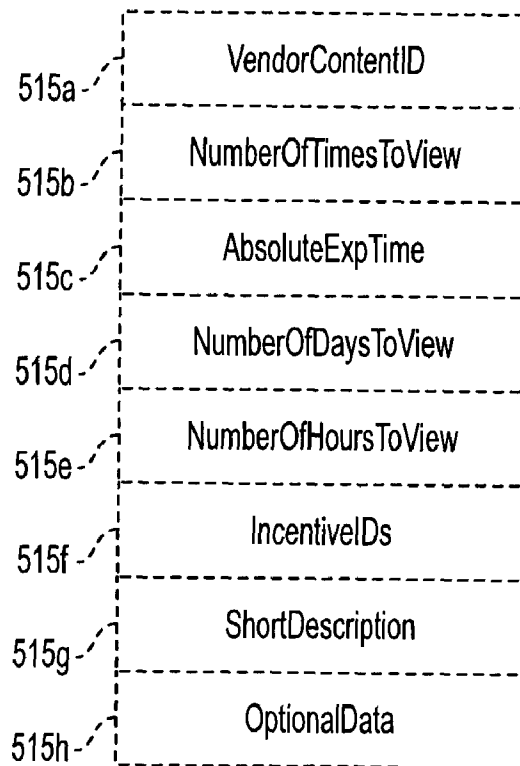 515a VendorContentID
515b NumberOfTimesToView
515c AbsoluteExpTime
515d NumberOfDaysToView
515e NumberOfHoursToView
515f IncentiveIDs
515g ShortDescription
515h OptionalData